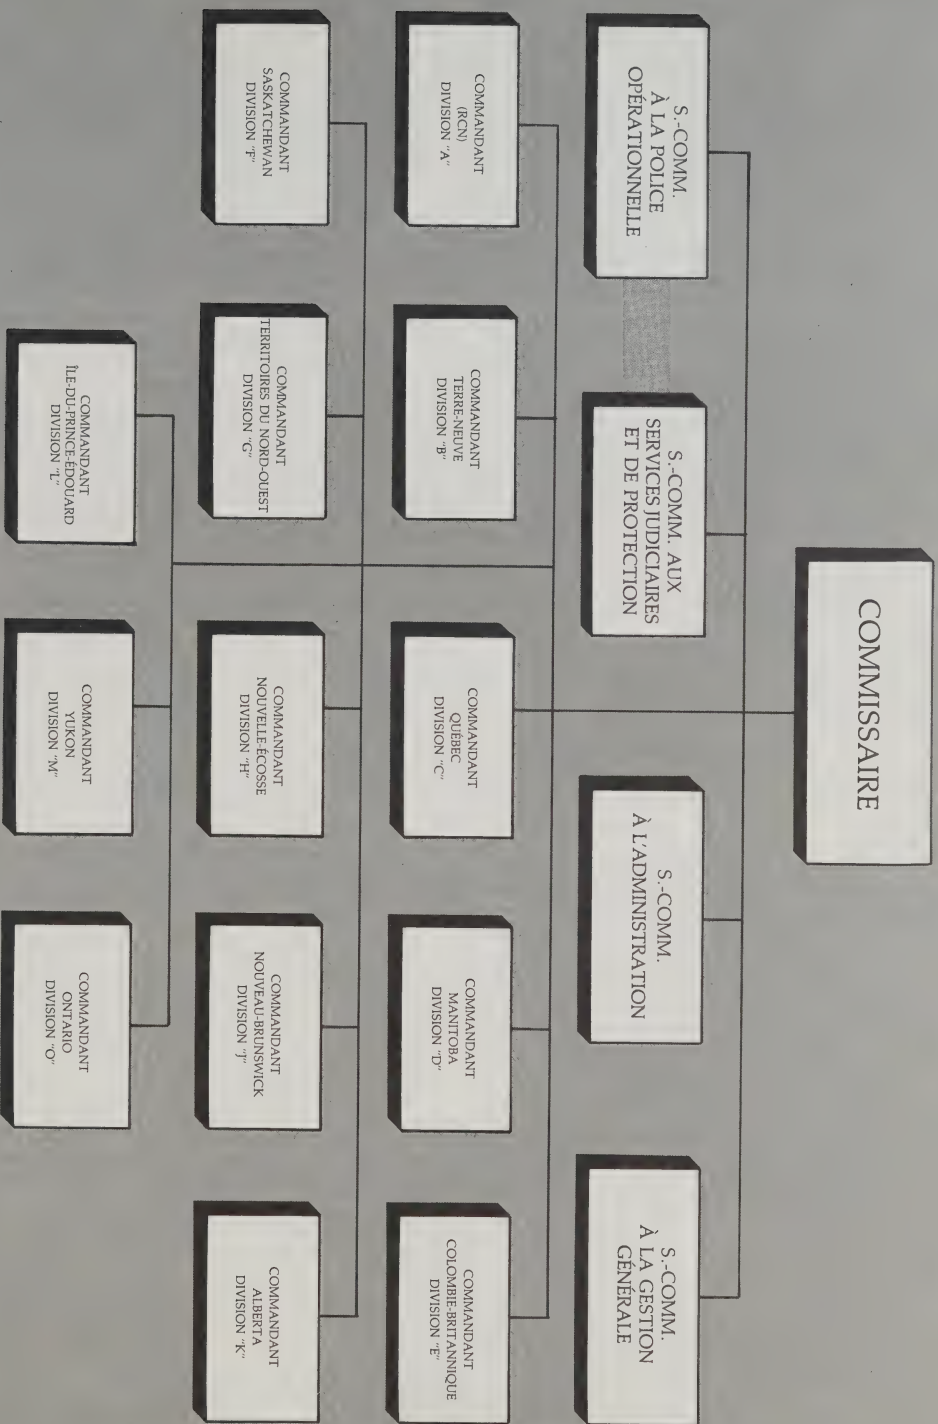 COMMISSAIRE
S.-COMM.
À LA POLICE
OPÉRATIONNELLE
S.-COMM. AUX
SERVICES JUDICIAIRES
ET DE PROTECTION
S.-COMM.
À L'ADMINISTRATION
S.-COMM.
À LA GESTION
GÉNÉRALE
COMMANDANT
(RCN)
DIVISION "A"
COMMANDANT
TERRE-NEUVE
DIVISION "B"
COMMANDANT
QUÉBEC
DIVISION "C"
COMMANDANT
MANITOBA
DIVISION "D"
COMMANDANT
COLOMBIE-BRITANNIQUE
DIVISION "E"
COMMANDANT
SASKATCHEWAN
DIVISION "F"
COMMANDANT
TERRITOIRES DU NORD-OUEST
DIVISION "G"
COMMANDANT
NOUVELLE-ÉCOSSE
DIVISION "H"
COMMANDANT
NOUVEAU-BRUNSWICK
DIVISION "J"
COMMANDANT
ALBERTA
DIVISION "K"
COMMANDANT
ÎLE-DU-PRINCE-ÉDOUARD
DIVISION "L"
COMMANDANT
YUKON
DIVISION "M"
COMMANDANT
ONTARIO
DIVISION "O"